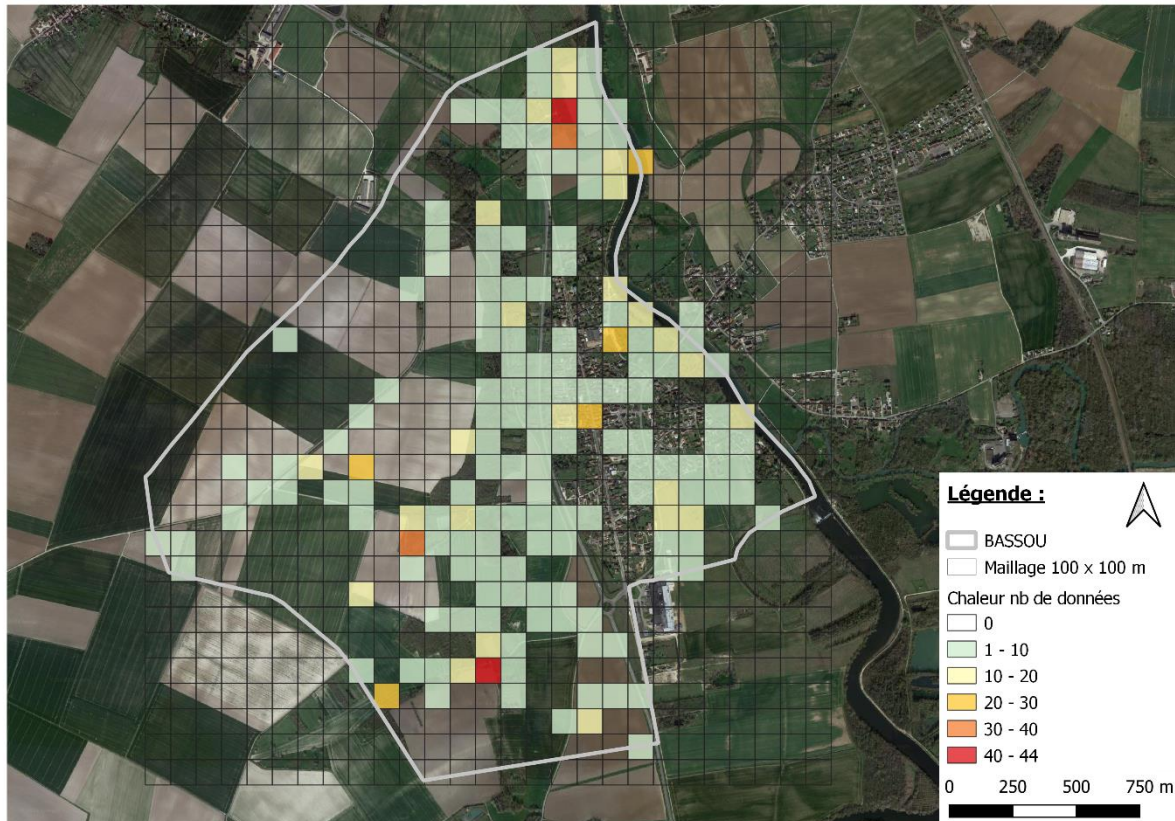 Légende :
BASSOU
Maillage 100 x 100 m
Chaleur nb de données
0
1 - 10
10 - 20
20 - 30
30 - 40
40 - 44
0 250 500 750 m